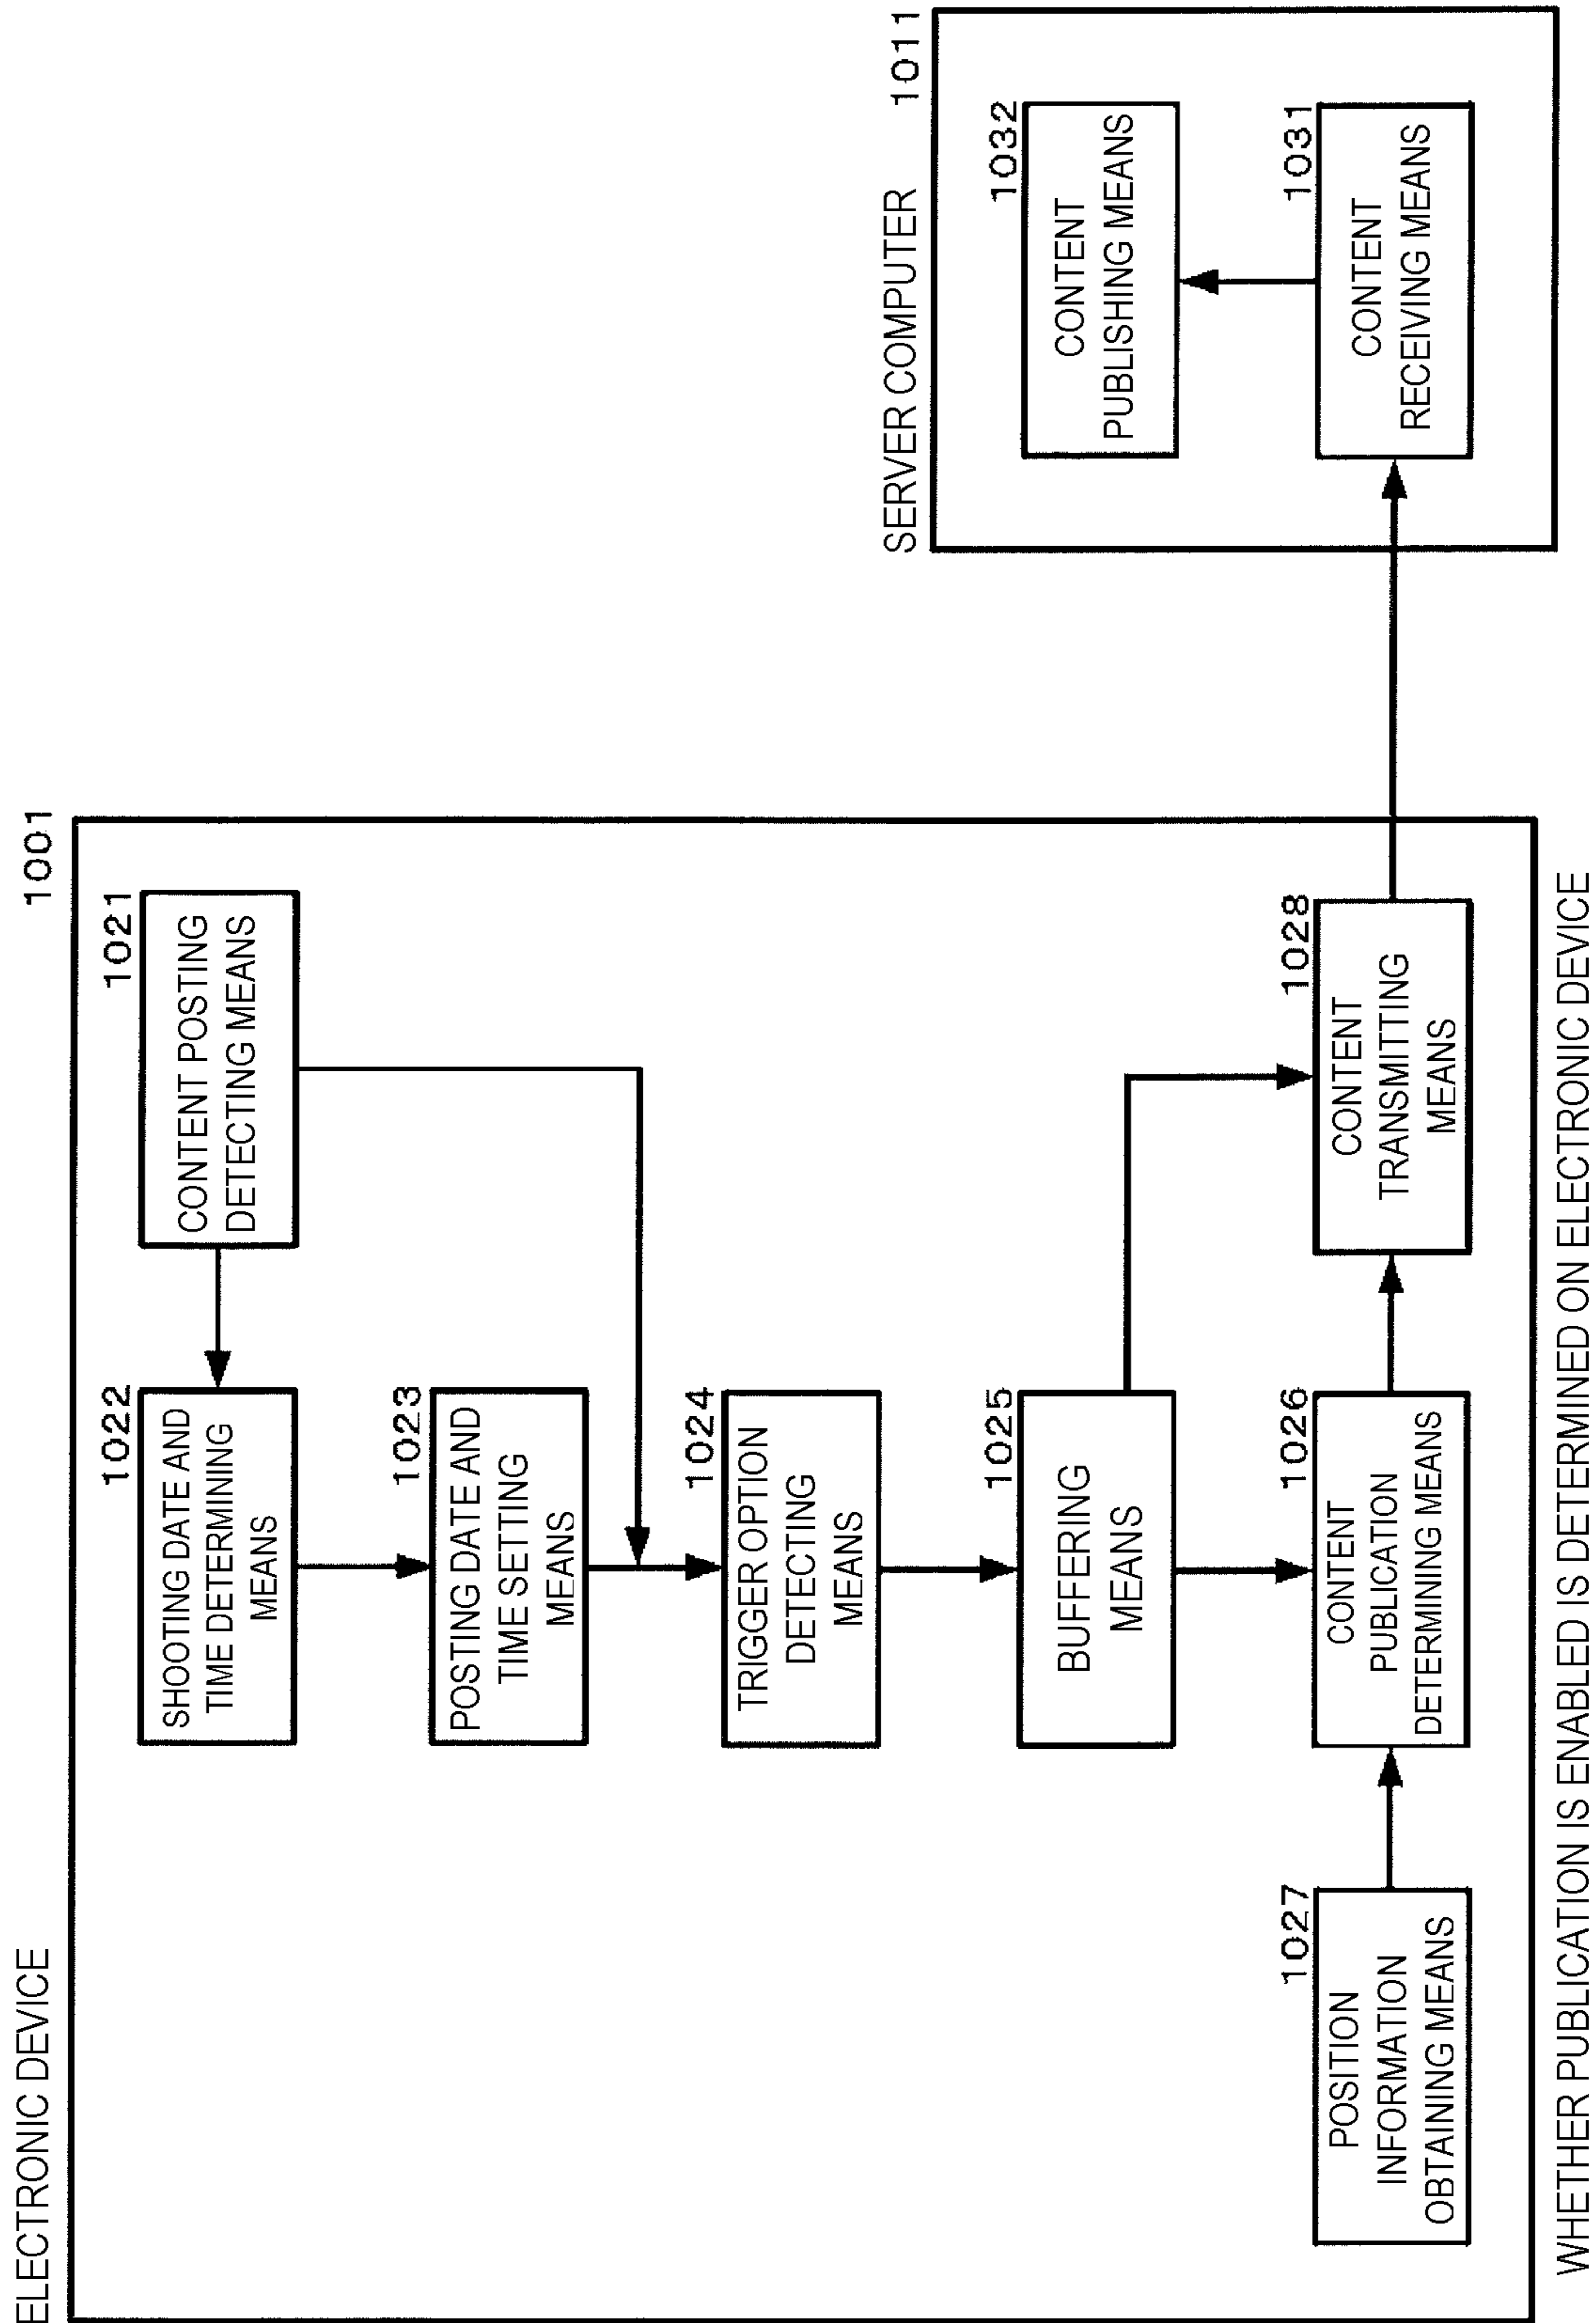 ELECTRONIC DEVICE
1001
1021
CONTENT POSTING
DETECTING MEANS
1022
SHOOTING DATE AND
TIME DETERMINING
MEANS
1023
POSTING DATE AND
TIME SETTING
MEANS
1024
TRIGGER OPTION
DETECTING
MEANS
1025
BUFFERING
MEANS
1027
POSITION
INFORMATION
OBTAINING MEANS
1026
CONTENT
PUBLICATION
DETERMINING MEANS
1028
CONTENT
TRANSMITTING
MEANS
SERVER COMPUTER
1011
1032
CONTENT
PUBLISHING MEANS
1031
CONTENT
RECEIVING MEANS
WHETHER PUBLICATION IS ENABLED IS DETERMINED ON ELECTRONIC DEVICE